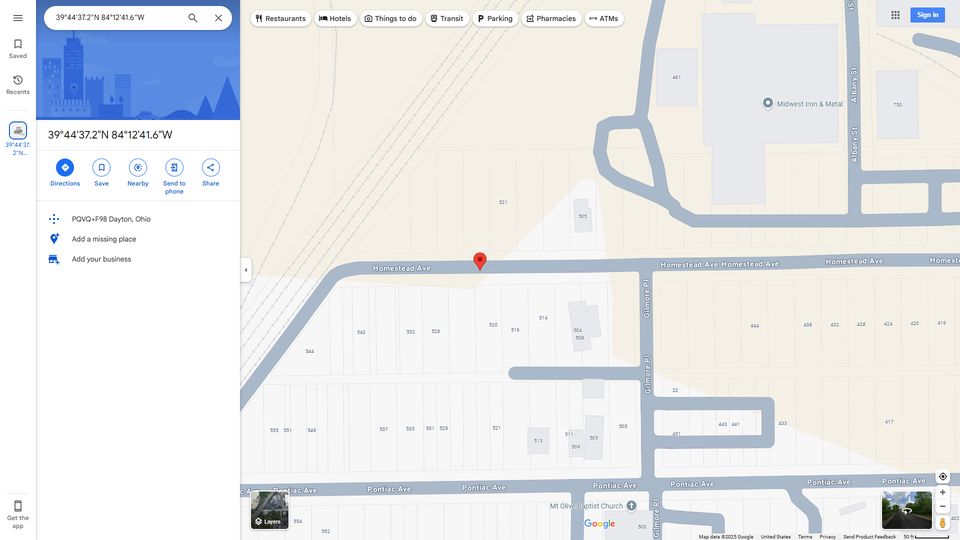 39°44'37.2"N 84°12'41.6"W
Restaurants
Hotels
Things to do
Transit
Parking
Pharmacies
ATMs
Sign in
Saved
Recents
39°44'37.
2"N...
39°44'37.2"N 84°12'41.6"W
Directions
Save
Nearby
Send to
phone
Share
PQVQ+F98 Dayton, Ohio
Add a missing place
Add your business
Get the
app
461
Midwest Iron & Metal
Albany St
Albany St
St
750
521
505
Homestead Ave
Homestead Ave
Homestead Ave
Homestead Ave
Homest
Gilmore Pl
Gilmore Pl
Gilmore Pl
544
540
532
528
520
516
514
504
508
444
438
432
428
424
420
416
22
443
441
433
451
417
555
551
549
537
535
531
529
521
513
511
509
505
503
Pontiac Ave
Pontiac Ave
Pontiac Ave
Pontiac Ave
Pontiac Ave
Pontiac Ave
Mt Olive Baptist Church
554
552
500
402
Layers
Google
Map data ©2025 Google
United States
Terms
Privacy
Send Product Feedback
50 ft